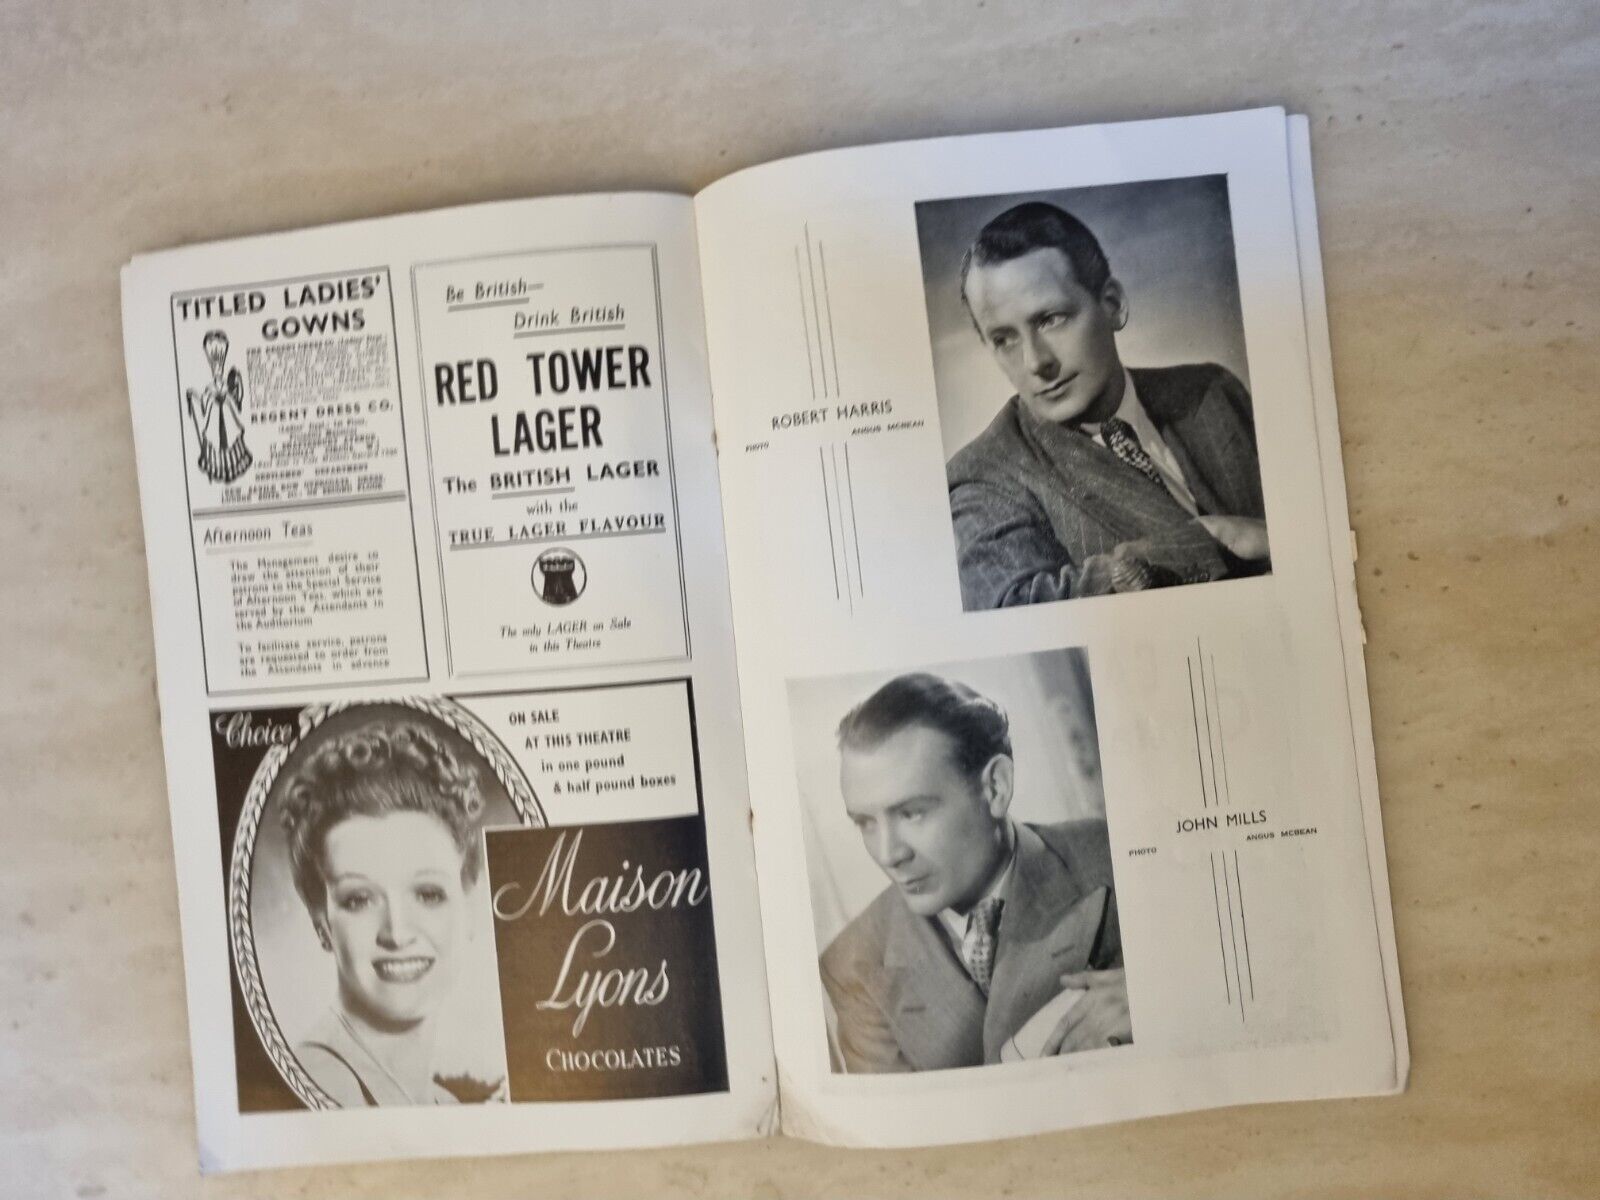 TITLED LADIES'
GOWNS
REGENT DRESS CO.
GENTLEMEN'S DEPARTMENT
Afternoon Teas
The Management desire to
draw the attention of their
patrons to the Special Service
of Afternoon Teas, which are
served by the Attendants in
the Auditorium
To facilitate service, patrons
are requested to order from
the Attendants in advance
Be British—
Drink British
RED TOWER
LAGER
The BRITISH LAGER
with the
TRUE LAGER FLAVOUR
The only LAGER on Sale
in this Theatre
Choice
ON SALE
AT THIS THEATRE
in one pound
& half pound boxes
Maison
Lyons
CHOCOLATES
ROBERT HARRIS
PHOTO ANGUS MCBEAN
JOHN MILLS
PHOTO ANGUS MCBEAN